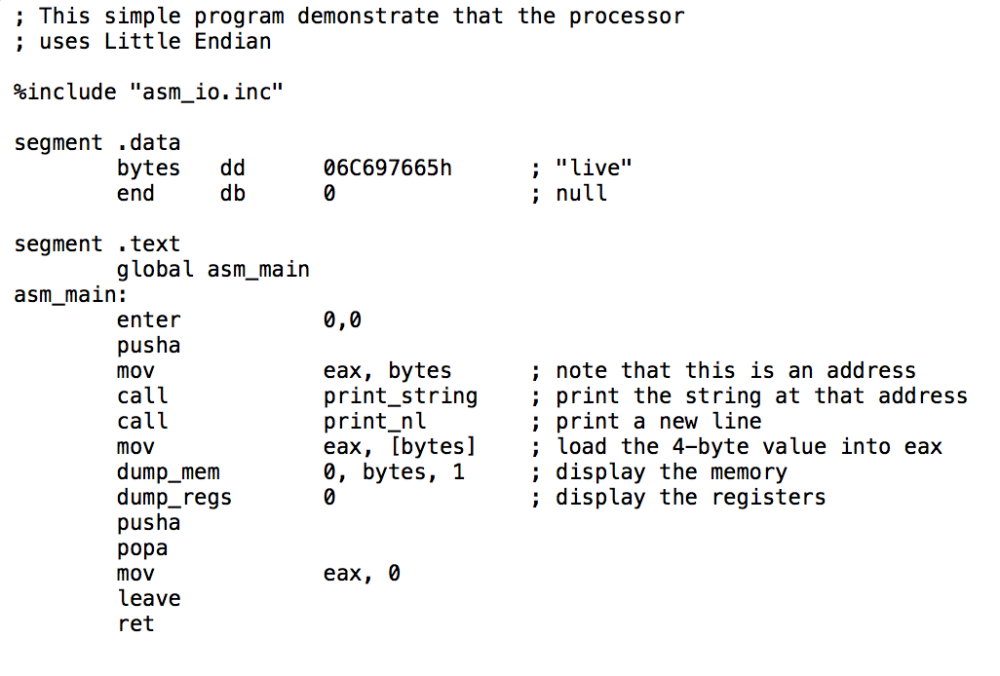 ; This simple program demonstrate that the processor
; uses Little Endian
%include "asm_io.inc"
segment .data
bytes dd 06C697665h ; "live"
end db 0 ; null
segment .text
global asm_main
asm_main:
enter 0,0
pusha
mov eax, bytes ; note that this is an address
call print_string ; print the string at that address
call print_nl ; print a new line
mov eax, [bytes] ; load the 4-byte value into eax
dump_mem 0, bytes, 1 ; display the memory
dump_regs 0 ; display the registers
pusha
popa
mov eax, 0
leave
ret